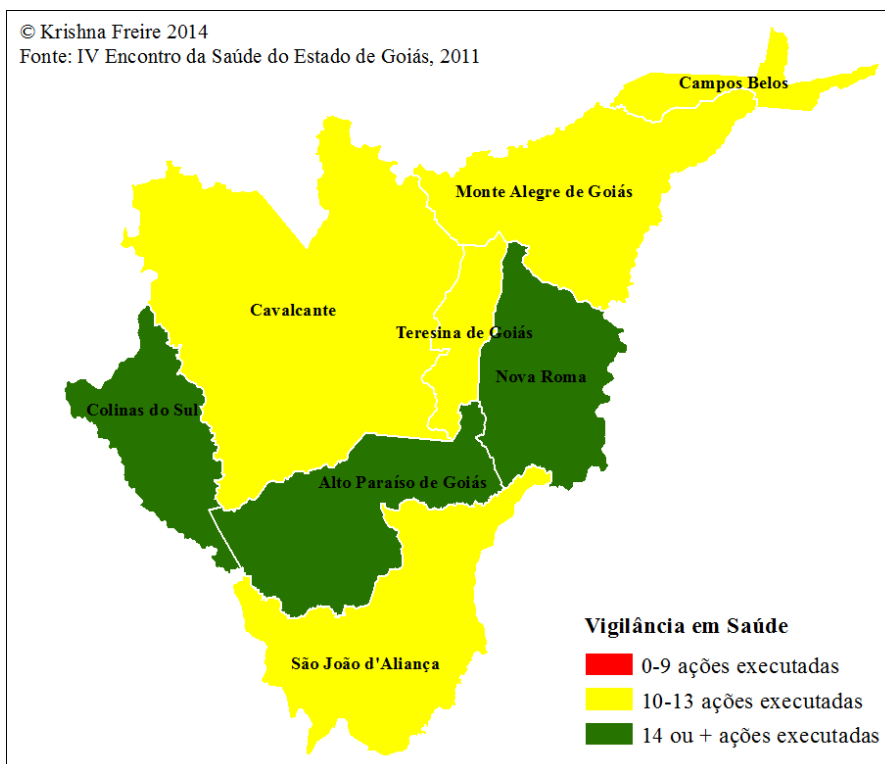 © Krishna Freire 2014
Fonte: IV Encontro da Saúde do Estado de Goiás, 2011
Campos Belos
Monte Alegre de Goiás
Cavalcante
Teresina de Goiás
Nova Roma
Colinas do Sul
Alto Paraíso de Goiás
São João d'Aliança
Vigilância em Saúde
0-9 ações executadas
10-13 ações executadas
14 ou + ações executadas